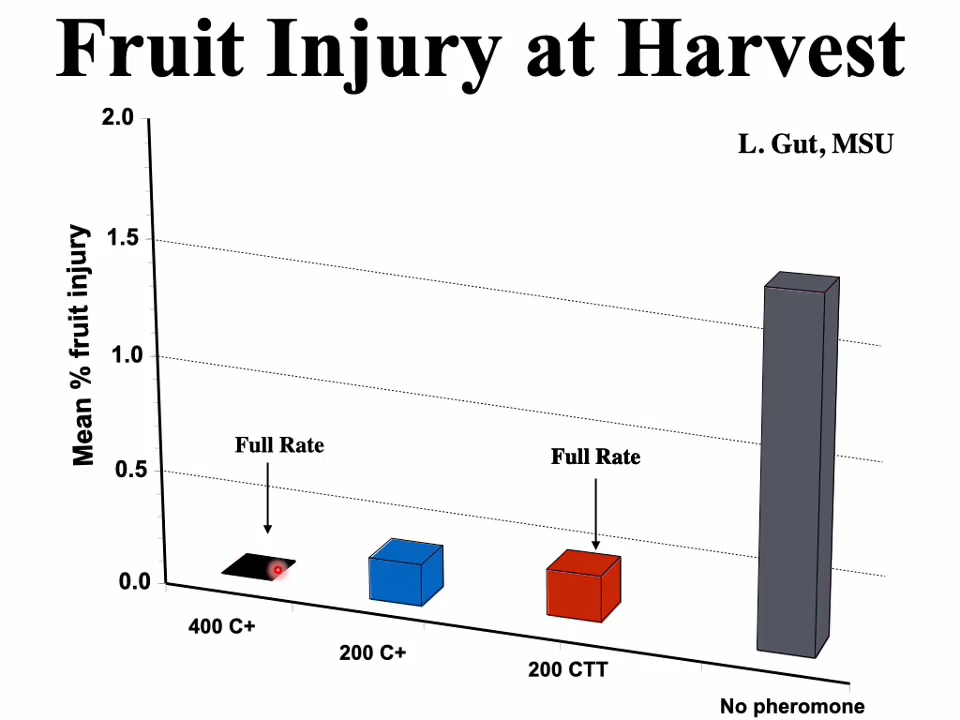 Fruit Injury at Harvest
L. Gut, MSU
Mean % fruit injury
2.0
1.5
1.0
0.5
0.0
Full Rate
Full Rate
400 C+
200 C+
200 CTT
No pheromone